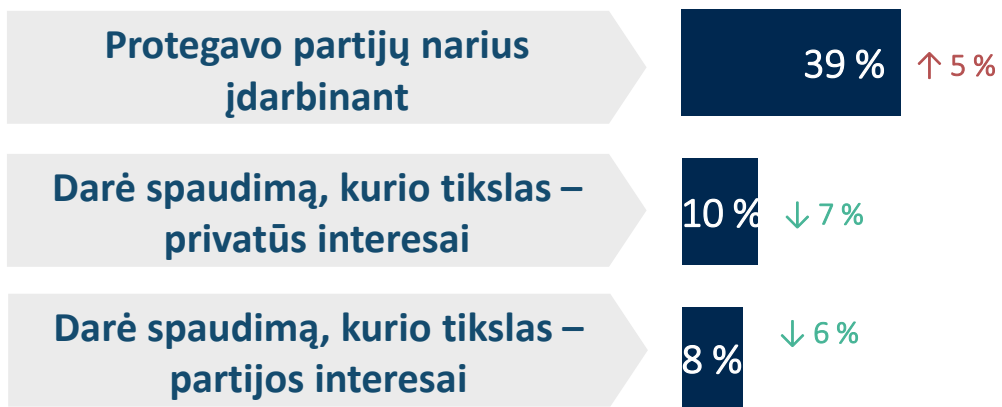 Protegavo partijų narius
įdarbinant
39 %
↑ 5 %
Darė spaudimą, kurio tikslas –
privatūs interesai
10 %
↓ 7 %
Darė spaudimą, kurio tikslas –
partijos interesai
8 %
↓ 6 %